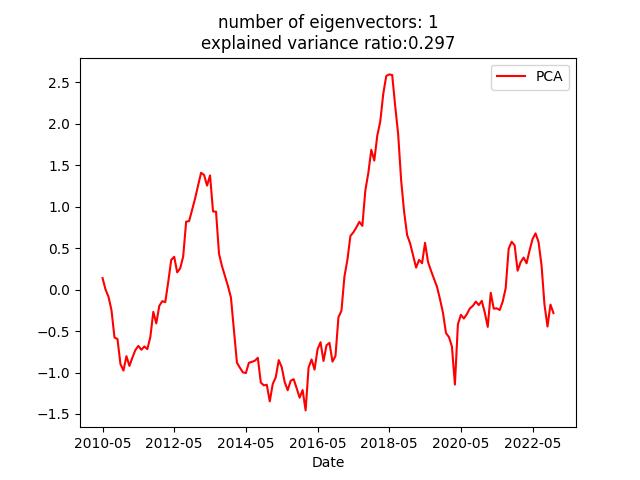 number of eigenvectors: 1
explained variance ratio:0.297
PCA
2.5
2.0
1.5
1.0
0.5
0.0
−0.5
−1.0
−1.5
2010-05 2012-05 2014-05 2016-05 2018-05 2020-05 2022-05
Date